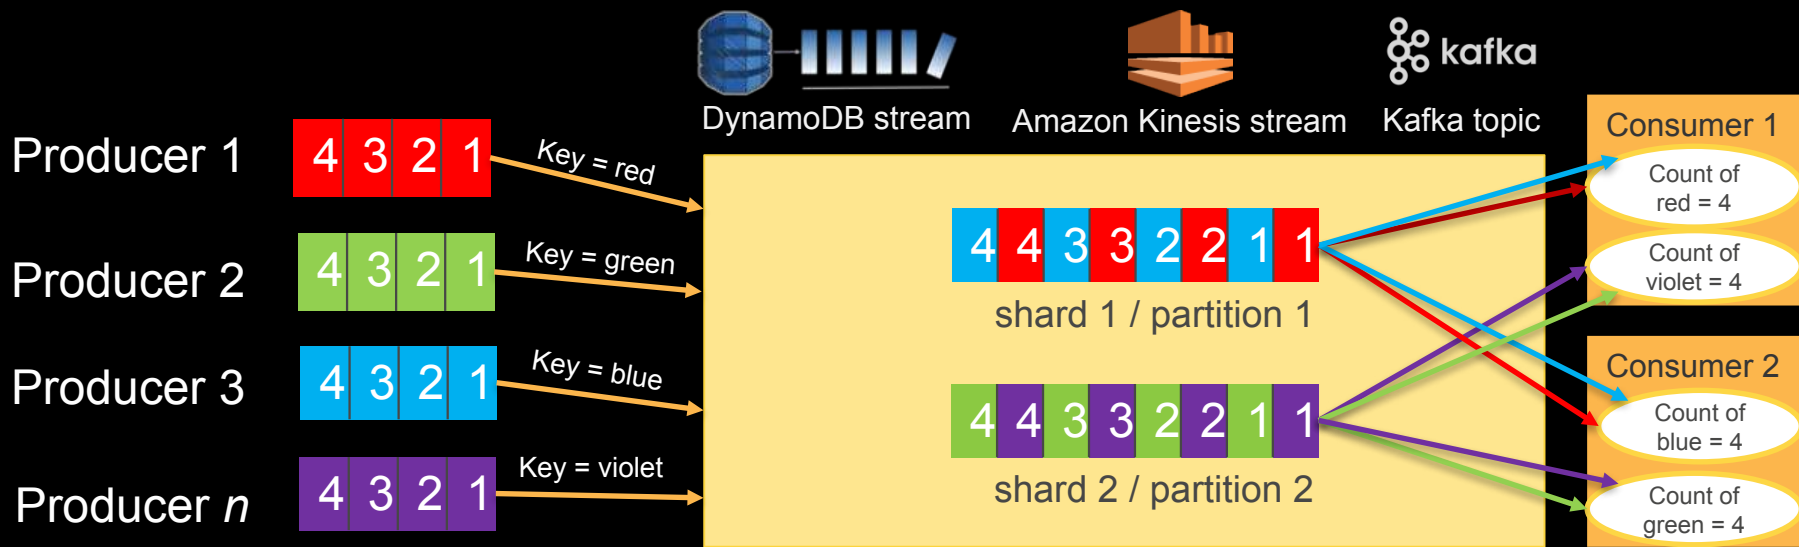 kafka
DynamoDB stream
Amazon Kinesis stream
Kafka topic
Producer 1
4 3 2 1
Key = red
Producer 2
4 3 2 1
Key = green
Producer 3
4 3 2 1
Key = blue
Producer n
4 3 2 1
Key = violet
4 4 3 3 2 2 1 1
shard 1 / partition 1
4 4 3 3 2 2 1 1
shard 2 / partition 2
Consumer 1
Count of
red = 4
Count of
violet = 4
Consumer 2
Count of
blue = 4
Count of
green = 4